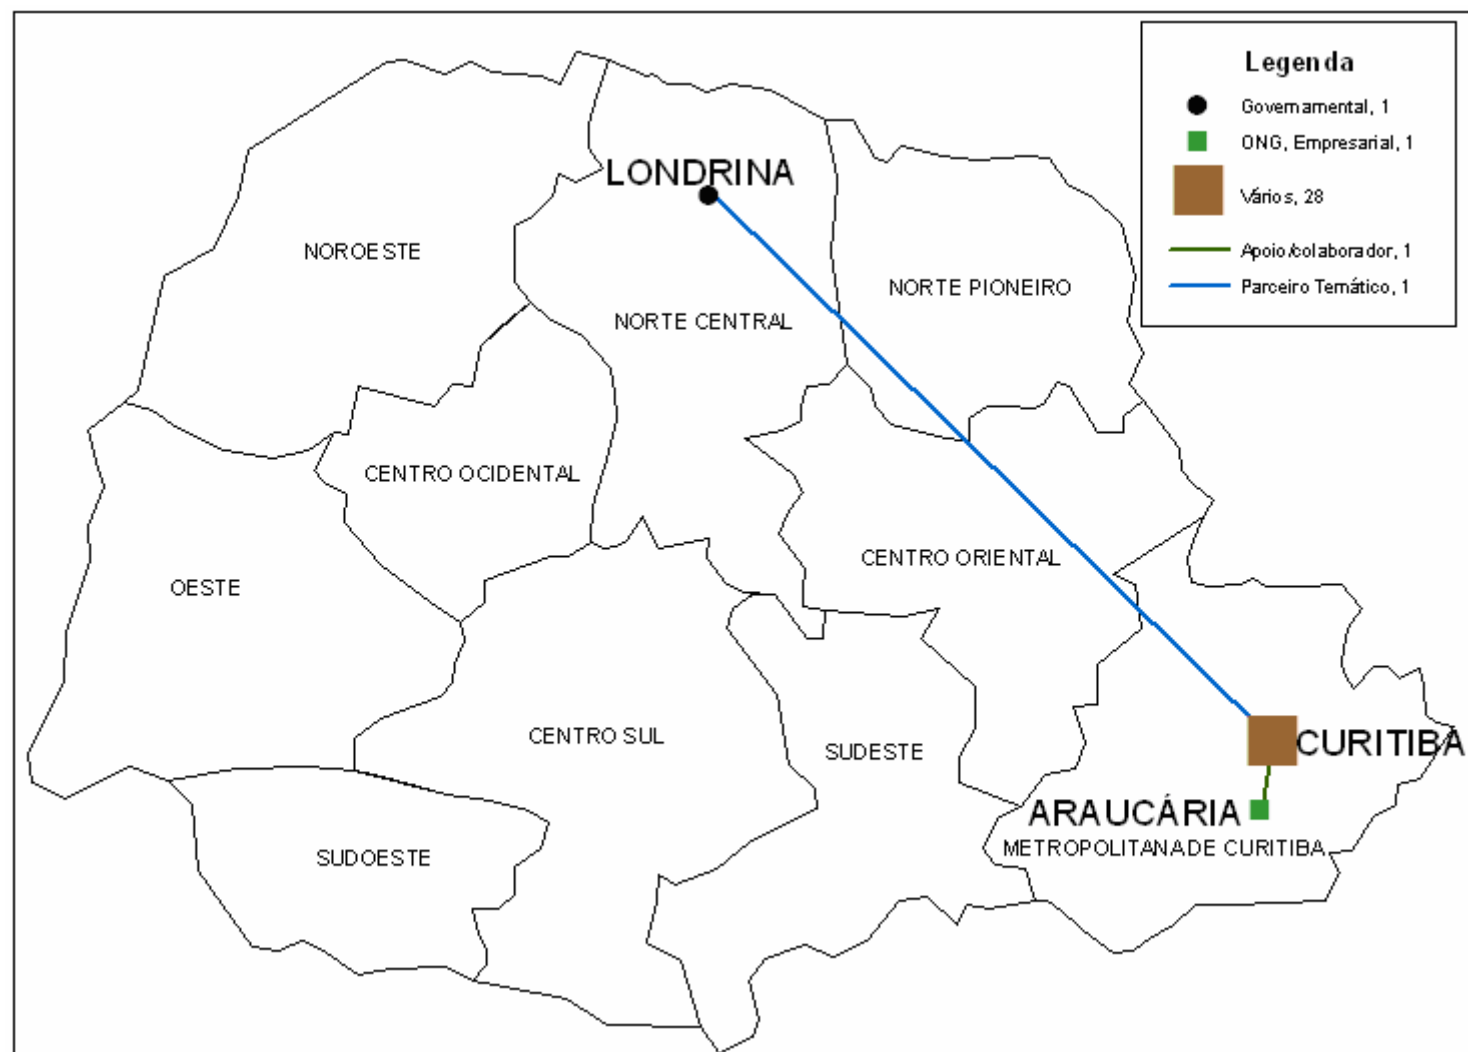 Legenda
Governamental, 1
ONG, Empresarial, 1
Vários, 28
Apoio/colaborador, 1
Parceiro Temático, 1
LONDRINA
NOROESTE
NORTE PIONEIRO
NORTE CENTRAL
CENTRO OCIDENTAL
CENTRO ORIENTAL
OESTE
CENTRO SUL
SUDESTE
CURITIBA
ARAUCÁRIA
METROPOLITANA DE CURITIBA
SUDOESTE